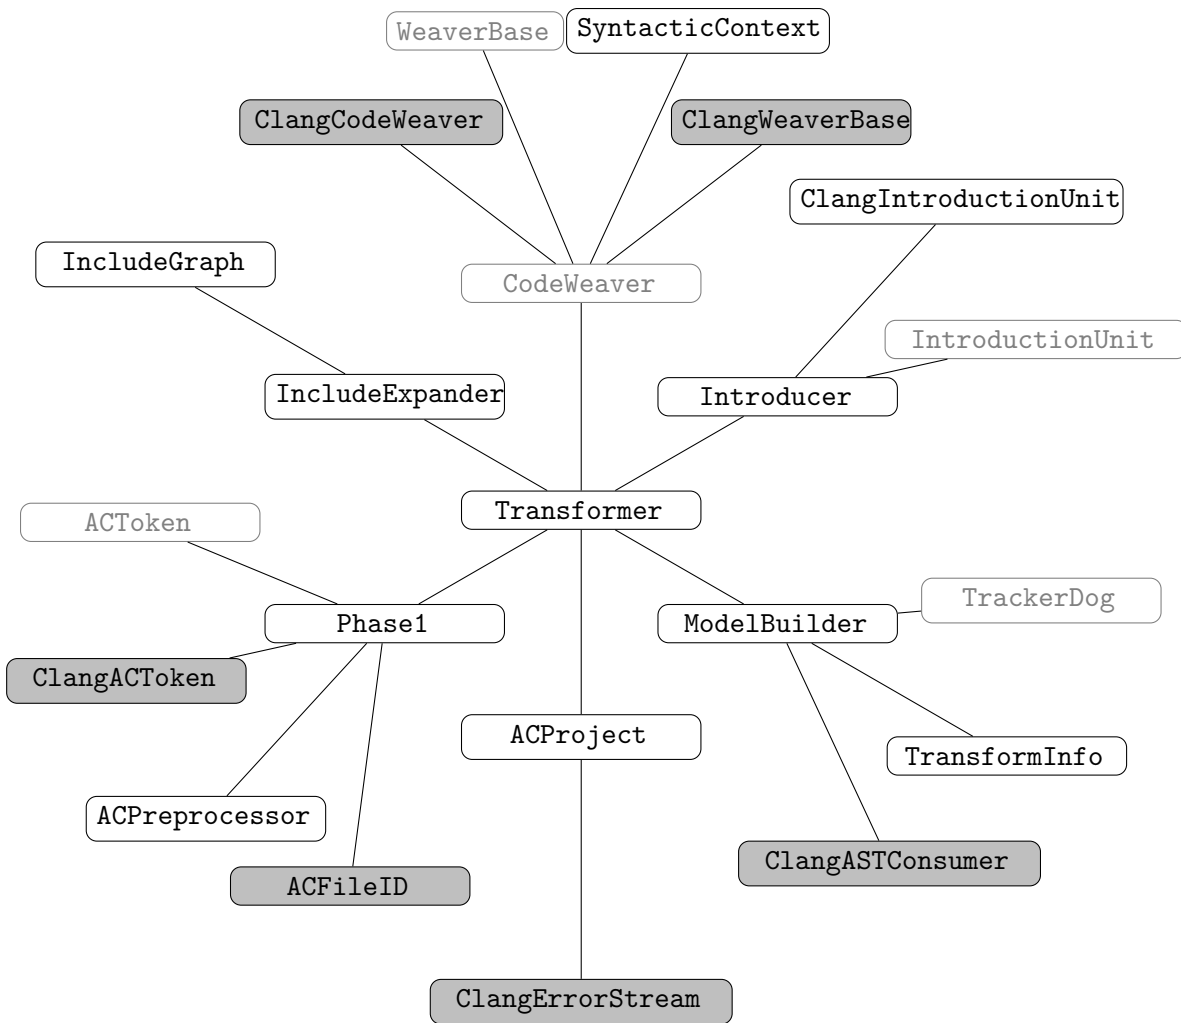 WeaverBase
SyntacticContext
ClangCodeWeaver
ClangWeaverBase
ClangIntroductionUnit
IncludeGraph
CodeWeaver
IntroductionUnit
IncludeExpander
Introducer
Transformer
ACToken
TrackerDog
Phase1
ModelBuilder
ClangACToken
ACProject
TransformInfo
ACPreprocessor
ClangASTConsumer
ACFileID
ClangErrorStream